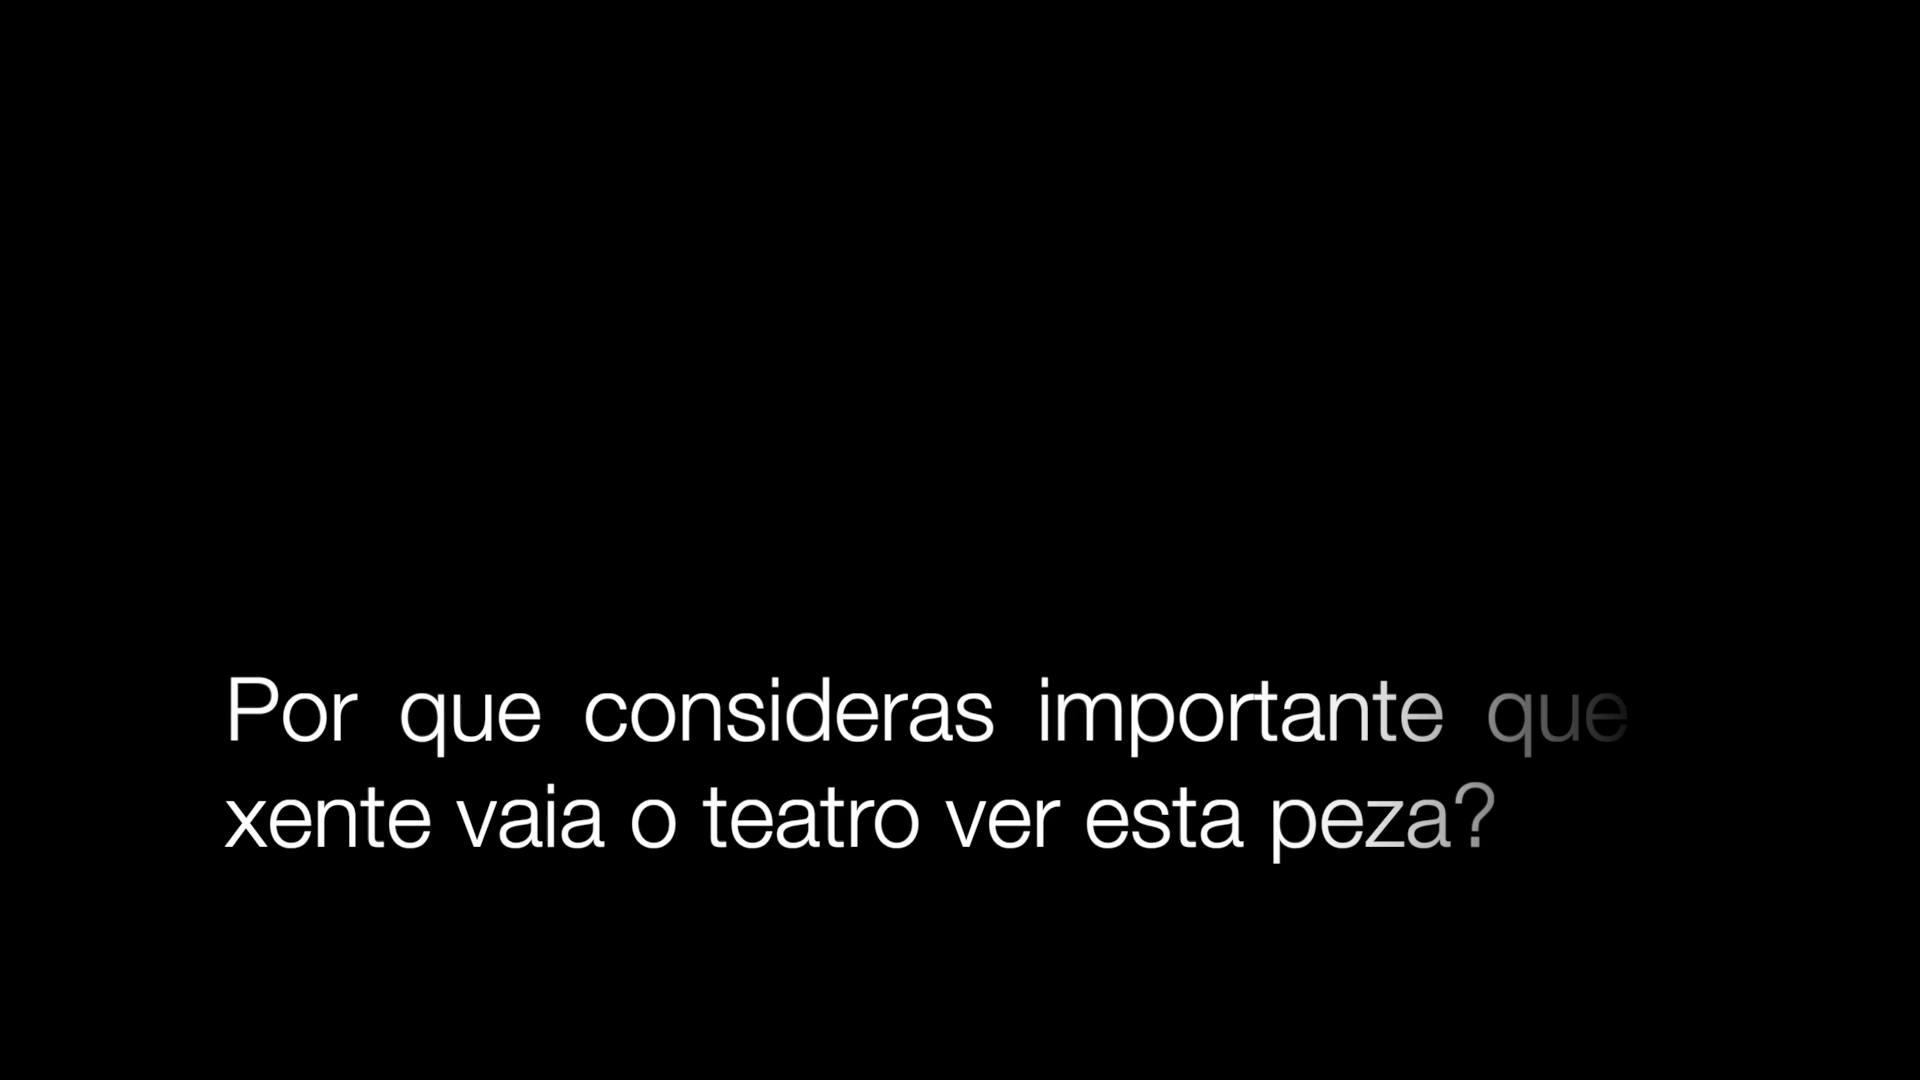 Por que consideras importante que
xente vaia o teatro ver esta peza?